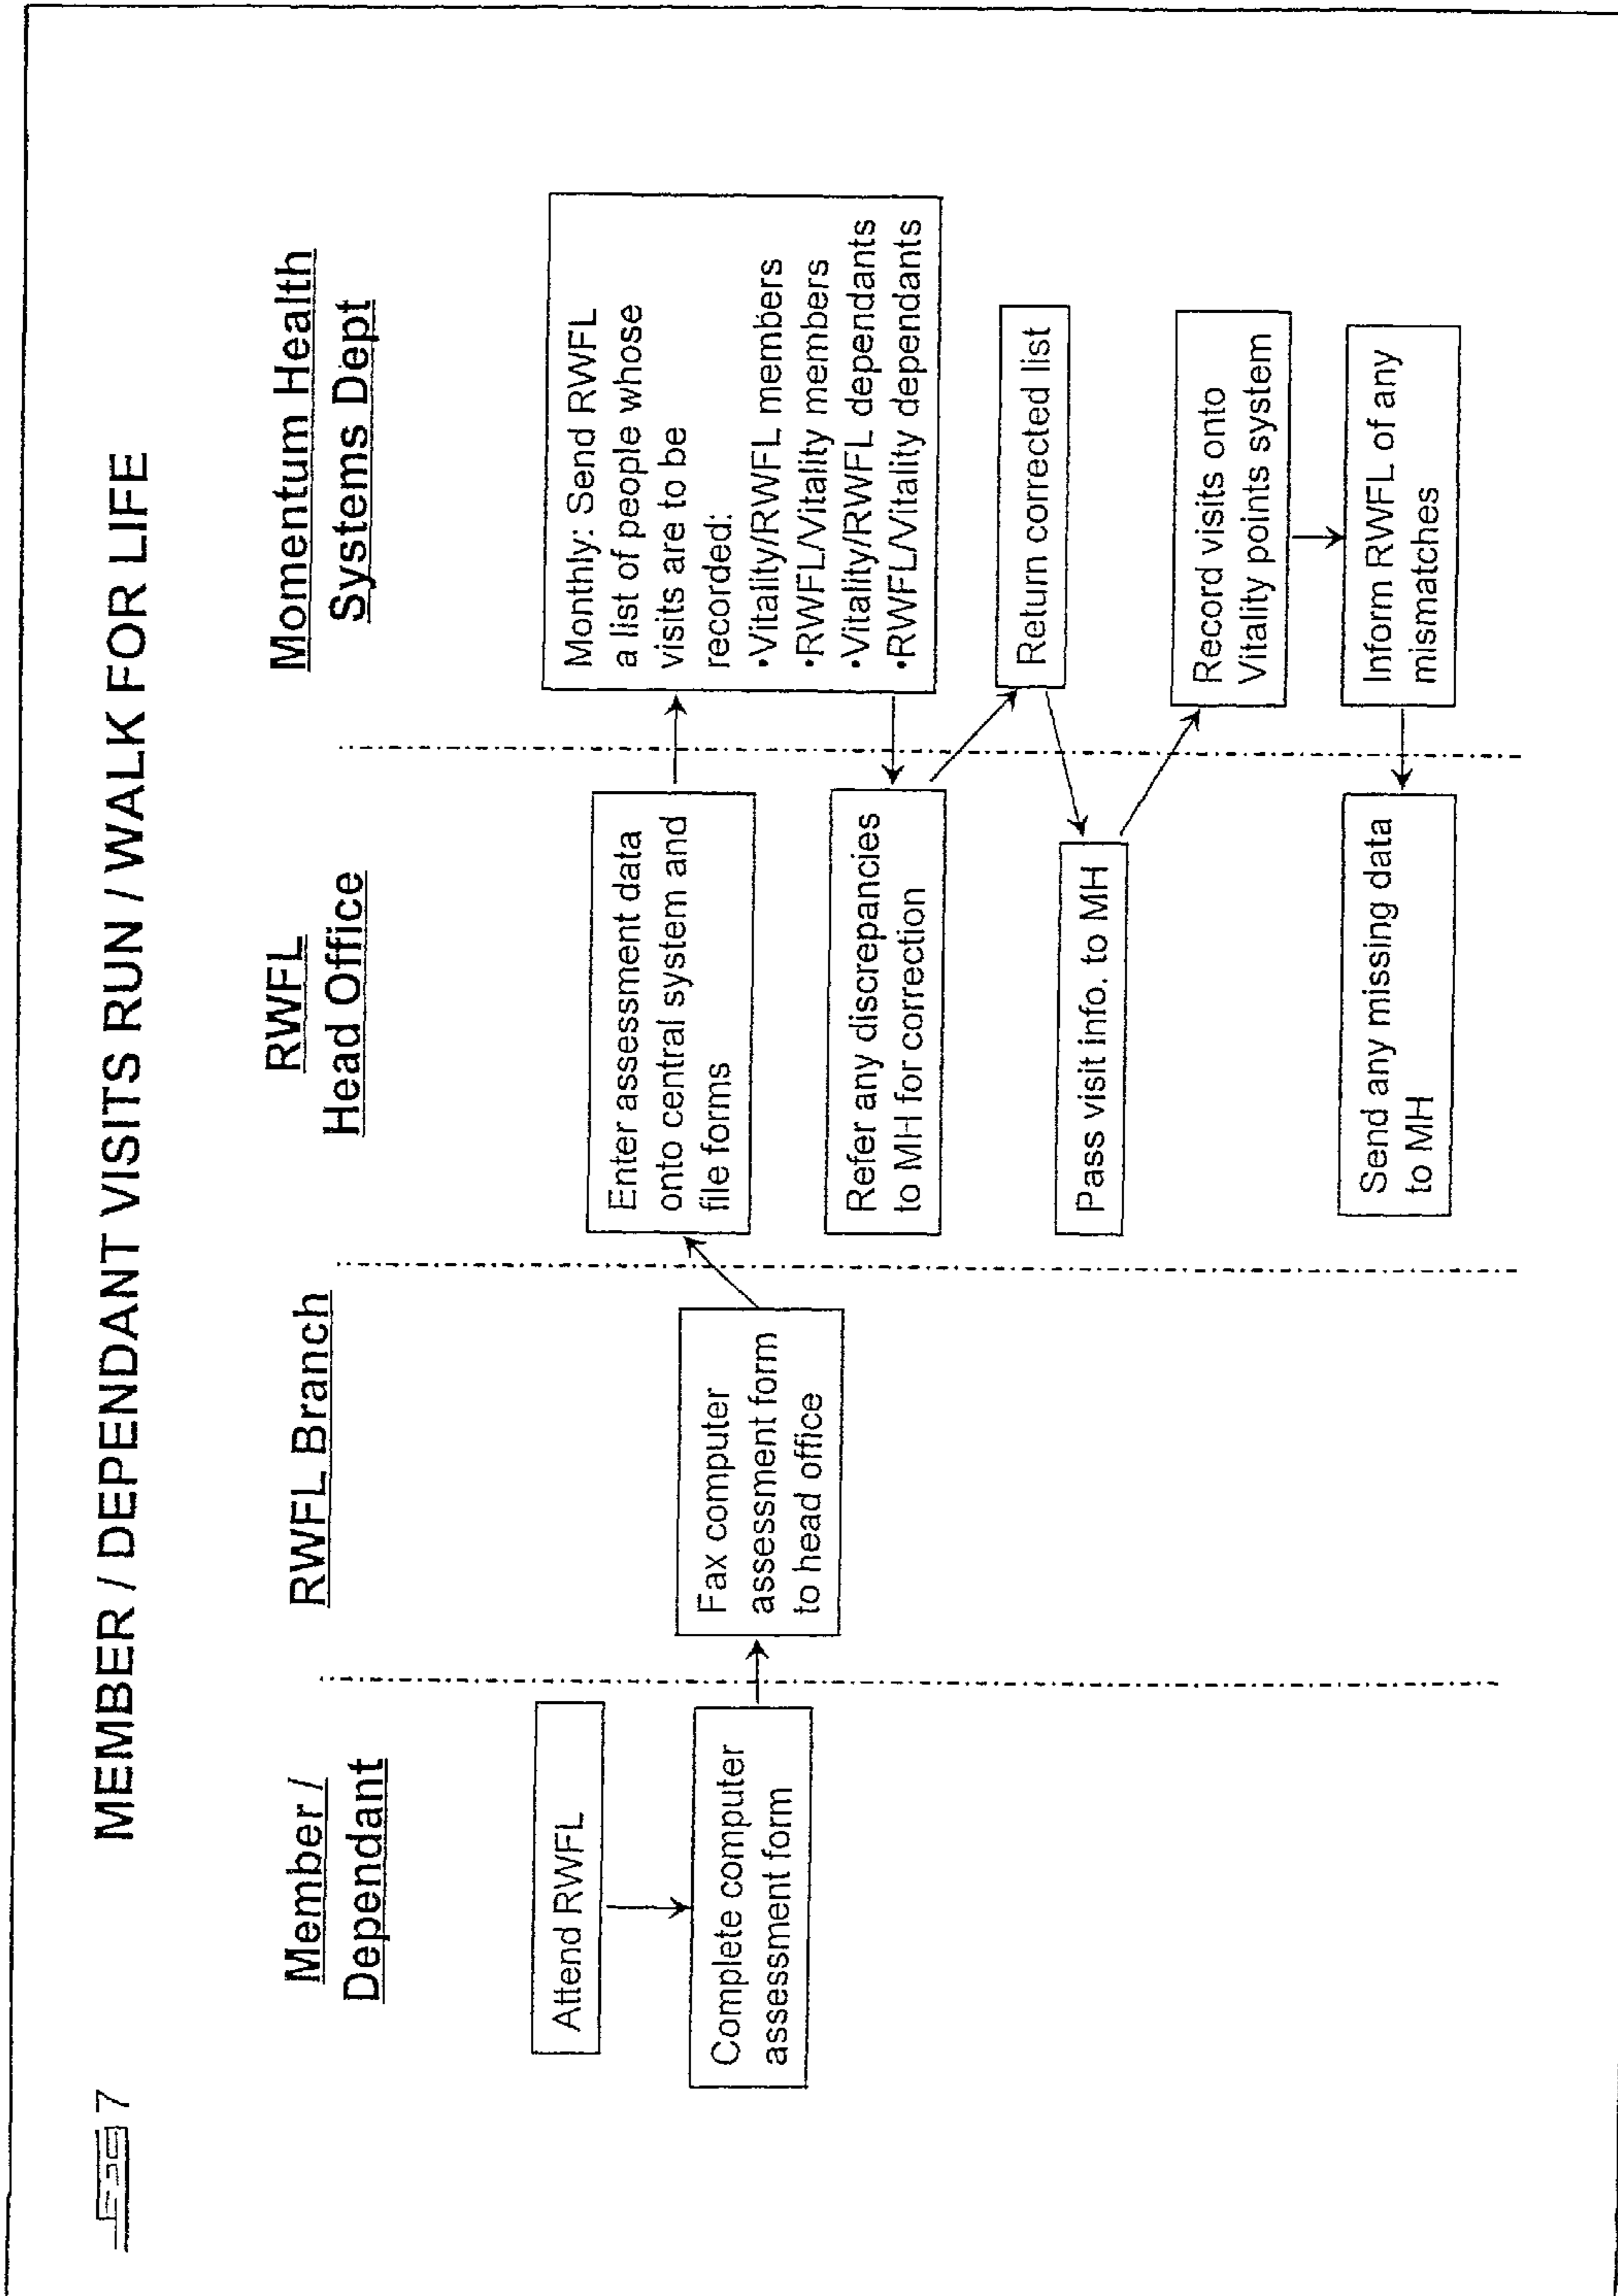 7
MEMBER / DEPENDANT VISITS RUN / WALK FOR LIFE
Member /
Dependant
RWFL Branch
RWFL
Head Office
Momentum Health
Systems Dept
Attend RWFL
Complete computer
assessment form
Fax computer
assessment form
to head office
Enter assessment data
onto central system and
file forms
Monthly: Send RWFL
a list of people whose
visits are to be
recorded:
•Vitality/RWFL members
•RWFL/Vitality members
•Vitality/RWFL dependants
•RWFL/Vitality dependants
Refer any discrepancies
to MH for correction
Return corrected list
Pass visit info. to MH
Record visits onto
Vitality points system
Inform RWFL of any
mismatches
Send any missing data
to MH